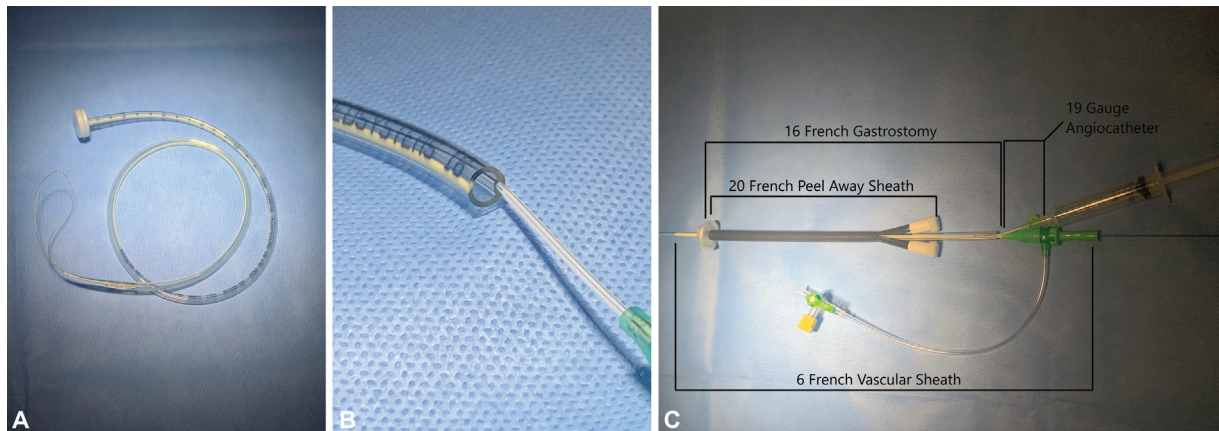 19 Gauge
Angiocatheter
16 French Gastrostomy
20 French Peel Away Sheath
6 French Vascular Sheath
A
B
C